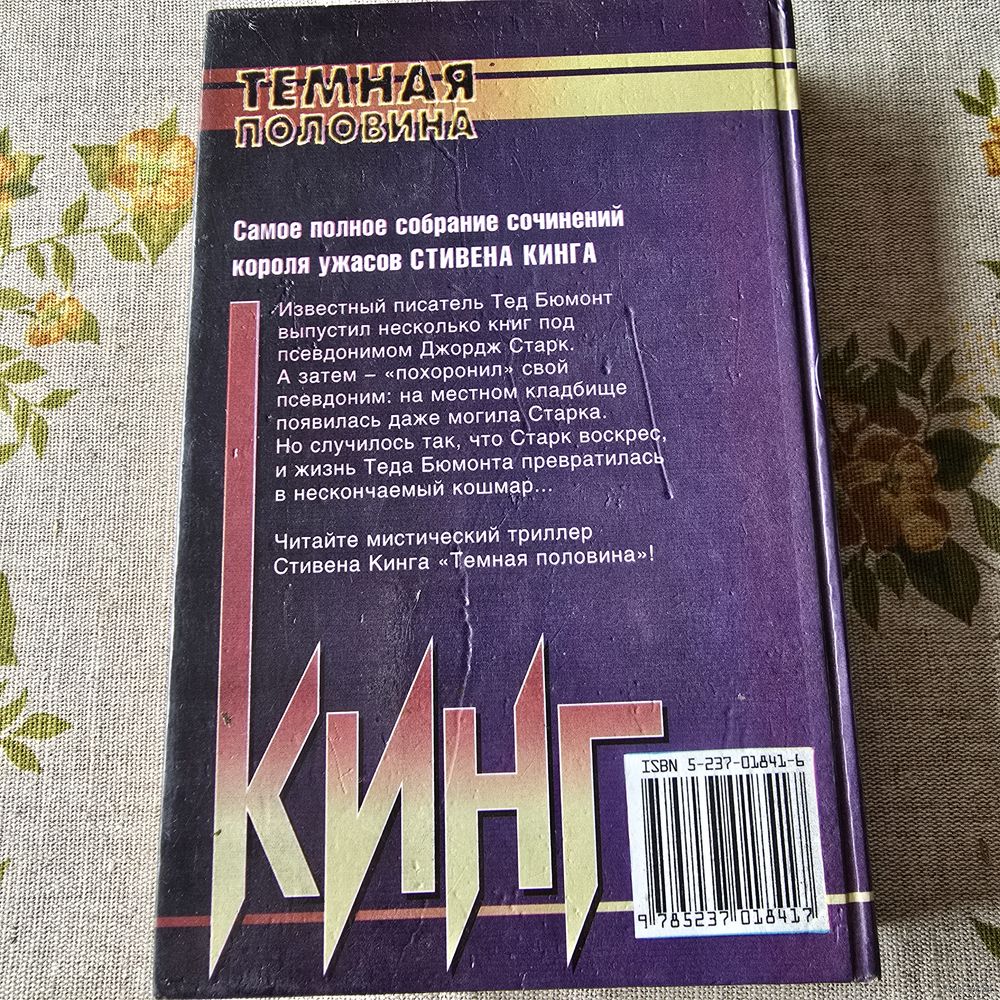 ТЕМНАЯ
ПОЛОВИНА
Самое полное собрание сочинений
короля ужасов СТИВЕНА КИНГА
Известный писатель Тед Бюмонт
выпустил несколько книг под
псевдонимом Джордж Старк.
А затем – «похоронил» свой
псевдоним: на местном кладбище
появилась даже могила Старка.
Но случилось так, что Старк воскрес,
и жизнь Теда Бюмонта превратилась
в нескончаемый кошмар...
Читайте мистический триллер
Стивена Кинга «Темная половина»!
КИНГ
ISBN 5-237-01841-6
9 785237 018417